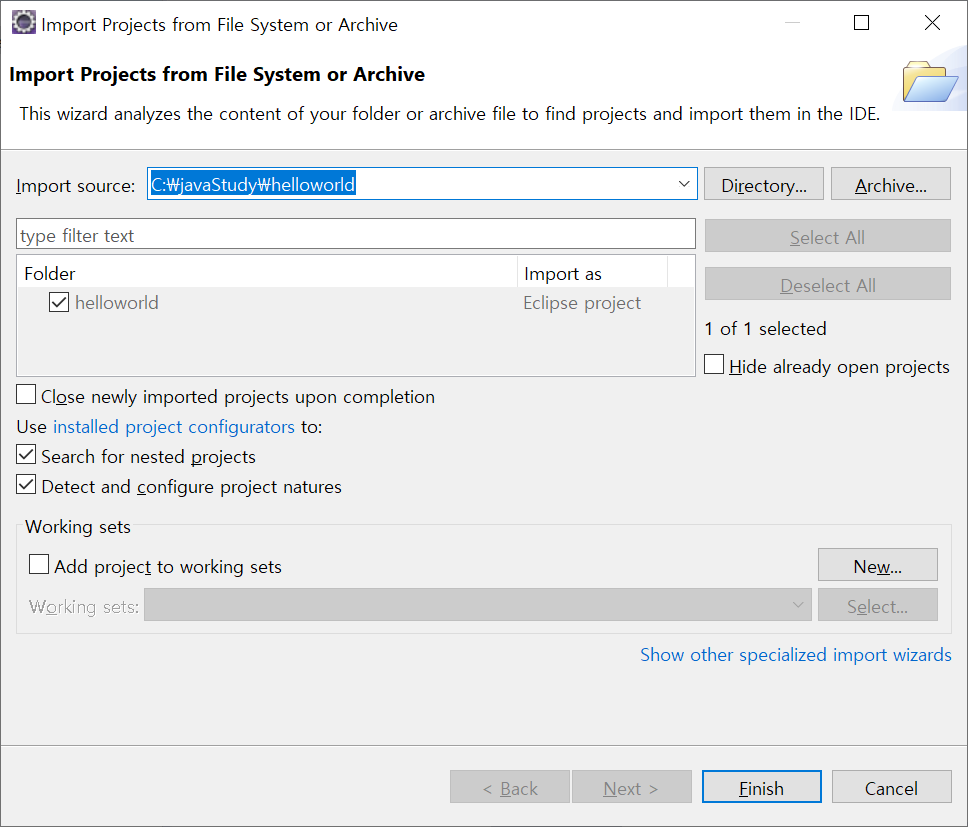 Import Projects from File System or Archive
Import Projects from File System or Archive
This wizard analyzes the content of your folder or archive file to find projects and import them in the IDE.
Import source: C:₩javaStudy₩helloworld Directory... Archive...
type filter text Select All
Folder Import as
helloworld Eclipse project
Deselect All
1 of 1 selected
Hide already open projects
Close newly imported projects upon completion
Use installed project configurators to:
Search for nested projects
Detect and configure project natures
Working sets
Add project to working sets New...
Working sets: Select...
Show other specialized import wizards
< Back Next > Finish Cancel